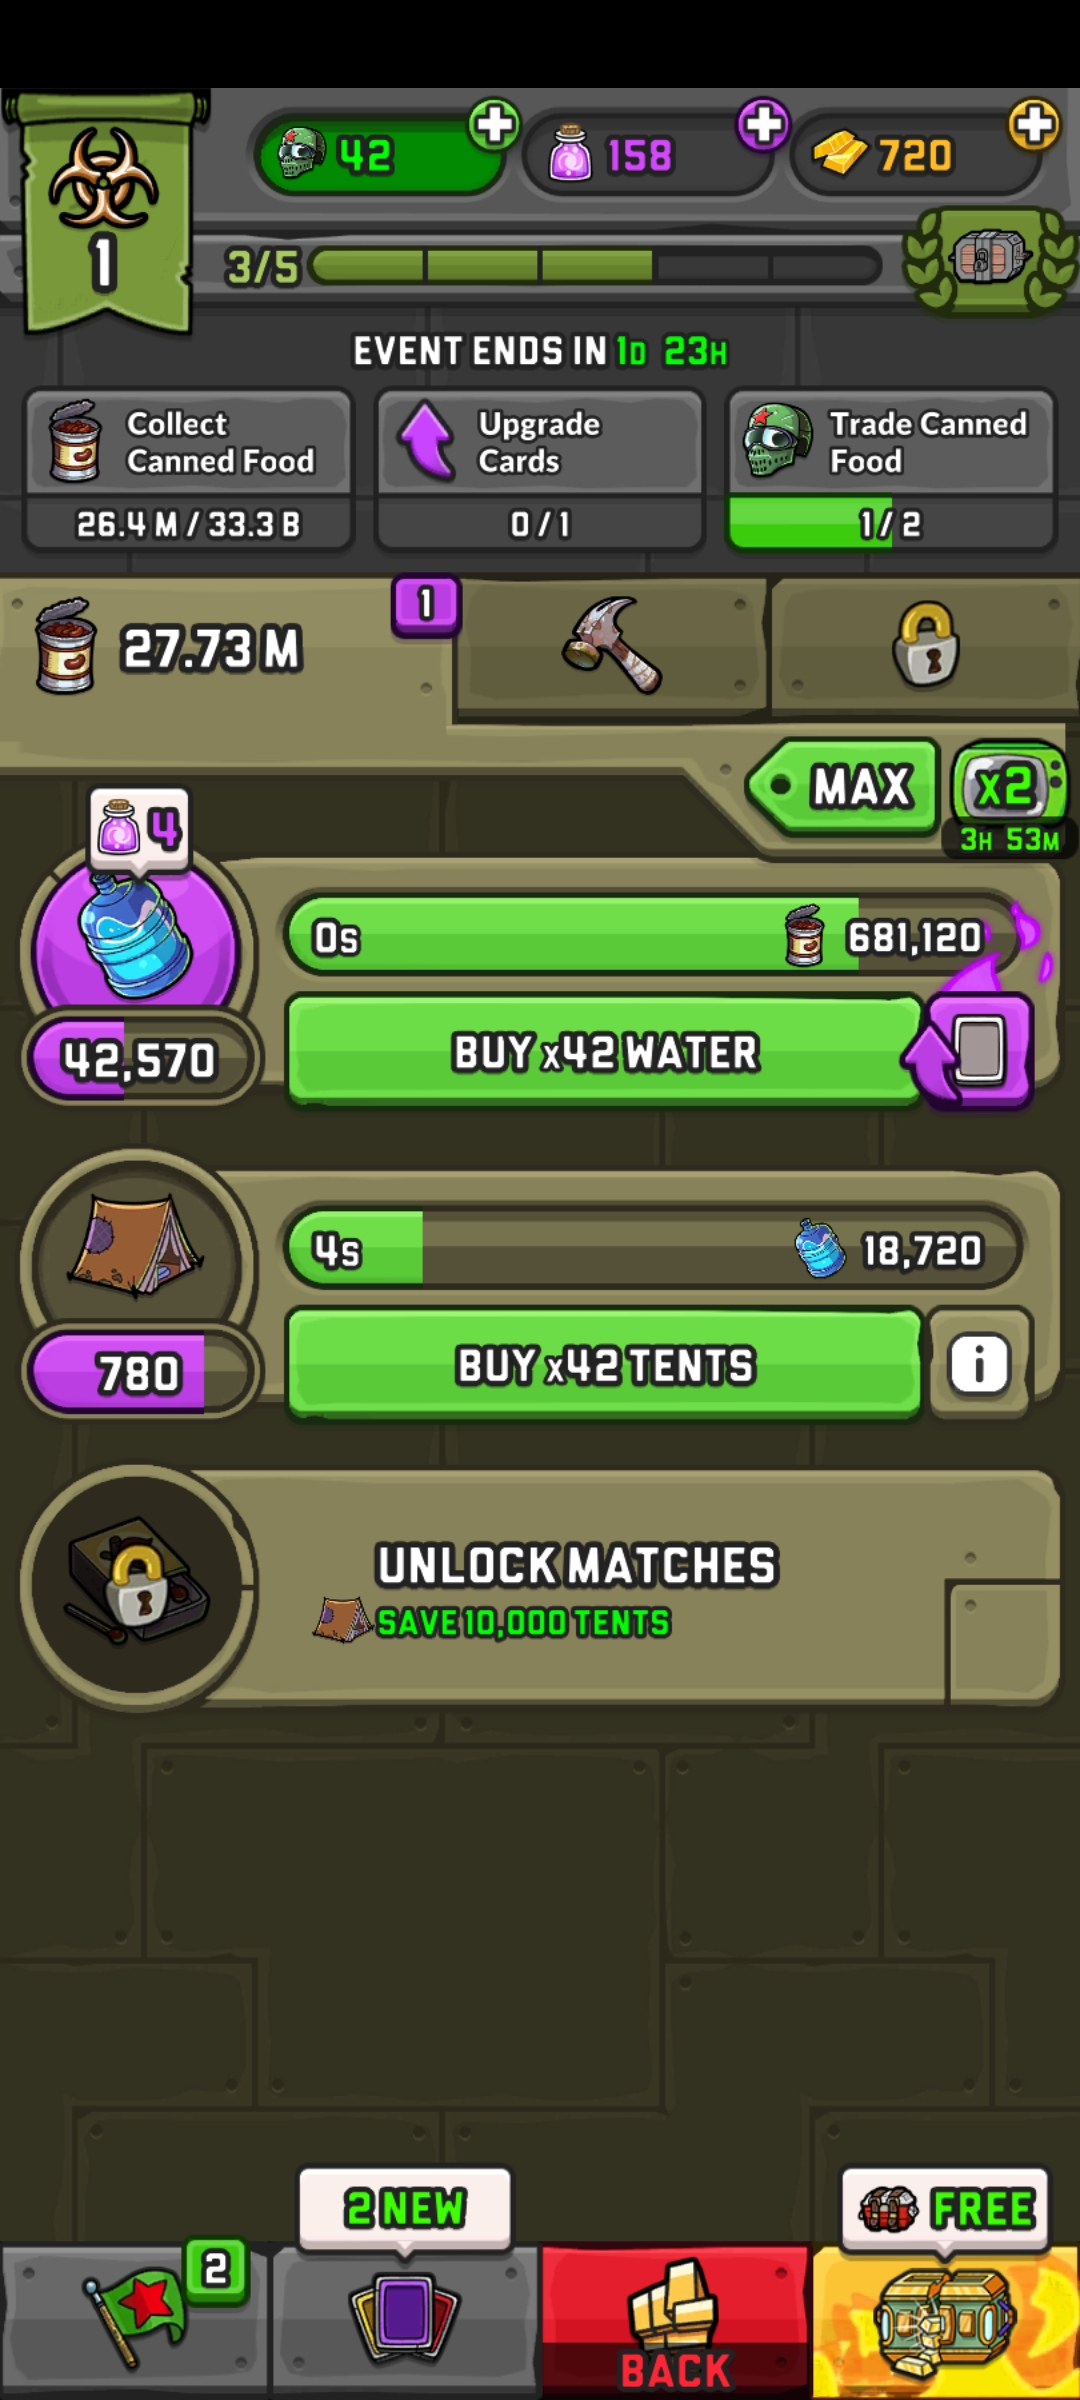 42
158
720
1
3/5
EVENT ENDS IN 1D 23H
Collect
Canned Food
26.4 M / 33.3 B
Upgrade
Cards
0 / 1
Trade Canned
Food
1 / 2
27.73 M
1
MAX
x2
3H 53M
4
0s
681,120
42,570
BUY x42 WATER
4s
18,720
780
BUY x42 TENTS
i
UNLOCK MATCHES
SAVE 10,000 TENTS
2
2 NEW
BACK
FREE